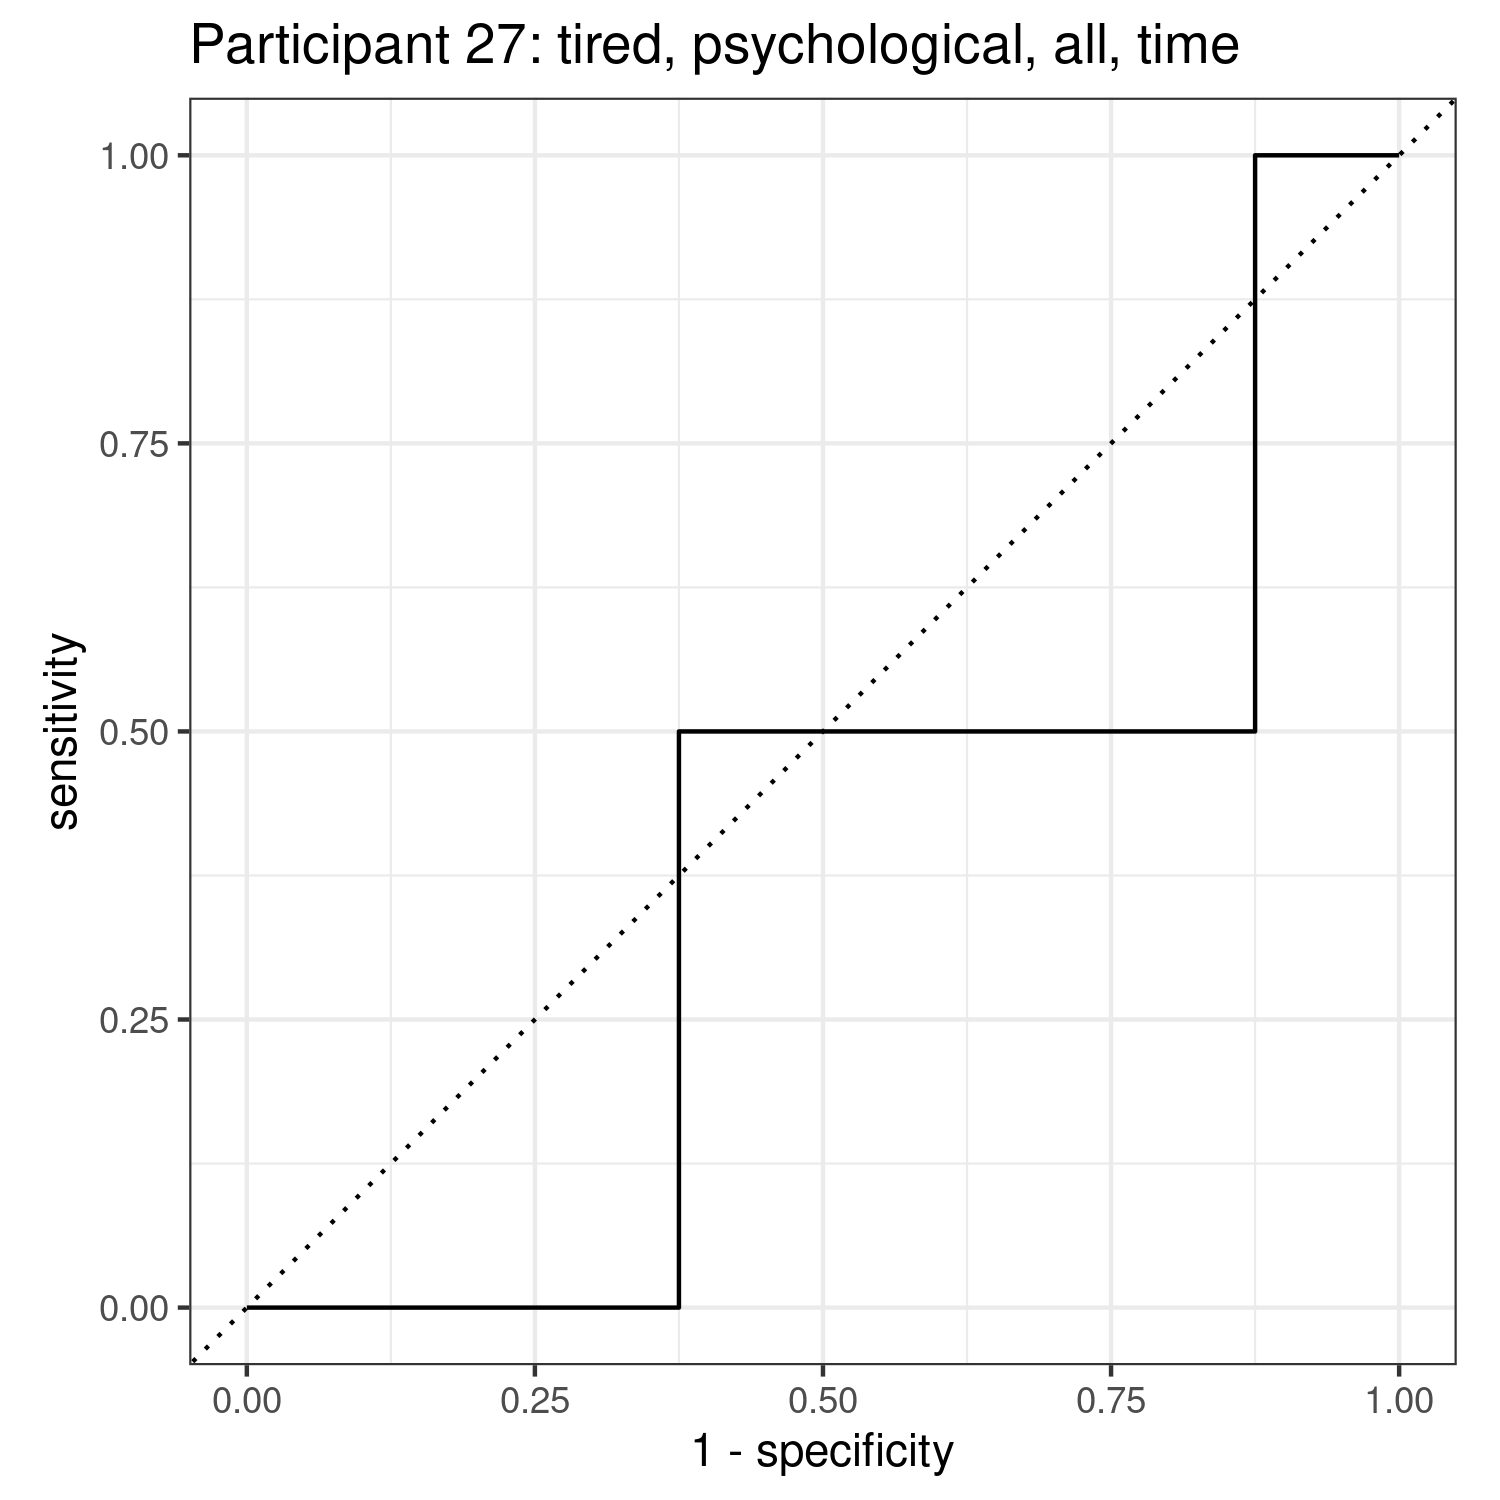 Participant 27: tired, psychological, all, time
1.00
0.75
0.50
0.25
0.00
sensitivity
0.00 0.25 0.50 0.75 1.00
1 - specificity